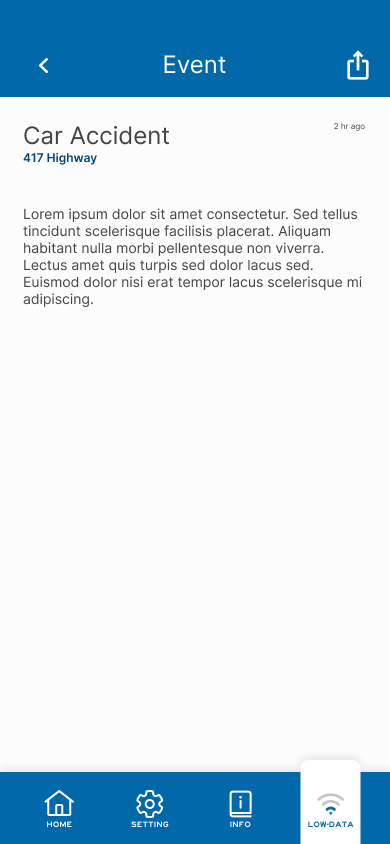 Event
Car Accident
2 hr ago
417 Highway
Lorem ipsum dolor sit amet consectetur. Sed tellus
tincidunt scelerisque facilisis placerat. Aliquam
habitant nulla morbi pellentesque non viverra.
Lectus amet quis turpis sed dolor lacus sed.
Euismod dolor nisi erat tempor lacus scelerisque mi
adipiscing.
HOME
SETTING
INFO
LOW-DATA